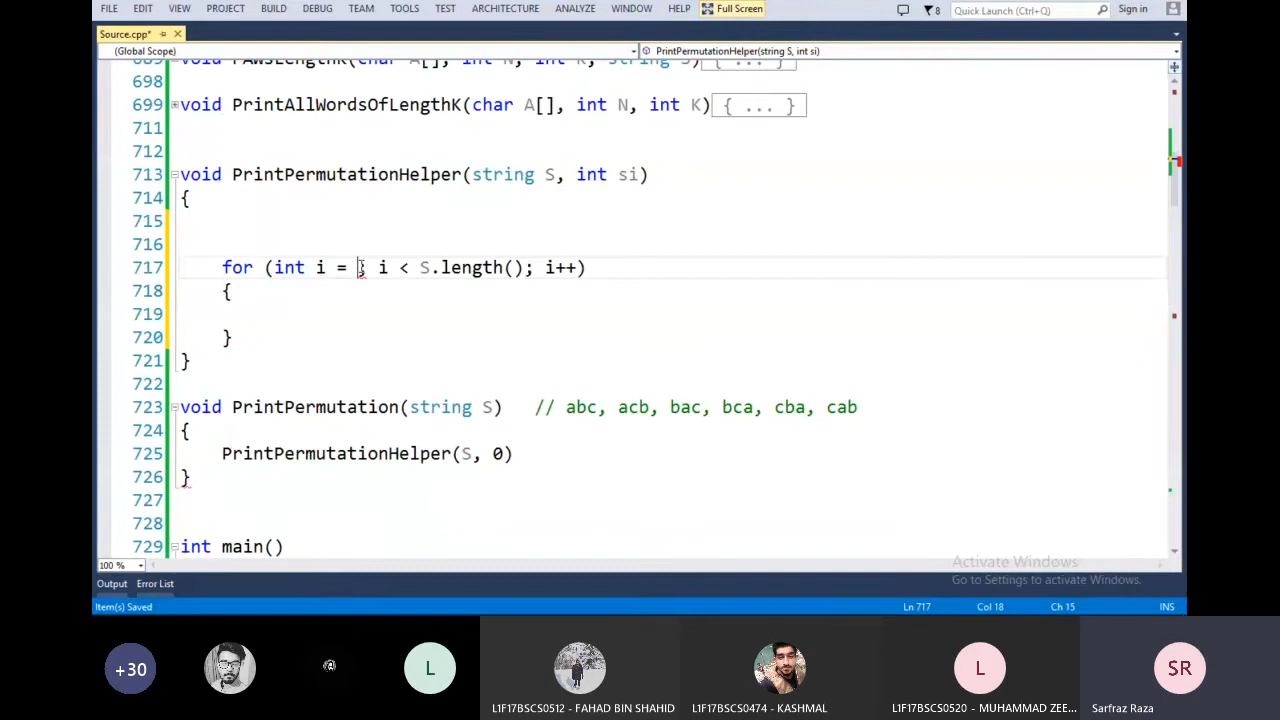 FILE EDIT VIEW PROJECT BUILD DEBUG TEAM TOOLS TEST ARCHITECTURE ANALYZE WINDOW HELP Full Screen 8 Quick Launch (Ctrl+Q) Sign in
Source.cpp*
(Global Scope) PrintPermutationHelper(string S, int si)
698
699 void PrintAllWordsOfLengthK(char A[], int N, int K){ ... }
711
712
713 void PrintPermutationHelper(string S, int si)
714 {
715
716
717 for (int i = ; i < S.length(); i++)
718 {
719
720 }
721 }
722
723 void PrintPermutation(string S) // abc, acb, bac, bca, cba, cab
724 {
725 PrintPermutationHelper(S, 0)
726 }
727
728
729 int main()
100 %
Activate Windows
Go to Settings to activate Windows.
Output Error List
Item(s) Saved Ln 717 Col 18 Ch 15 INS
+30 L L SR
L1F17BSCS0512 - FAHAD BIN SHAHID L1F17BSCS0474 - KASHMAL L1F17BSCS0520 - MUHAMMAD ZEE... Sarfraz Raza